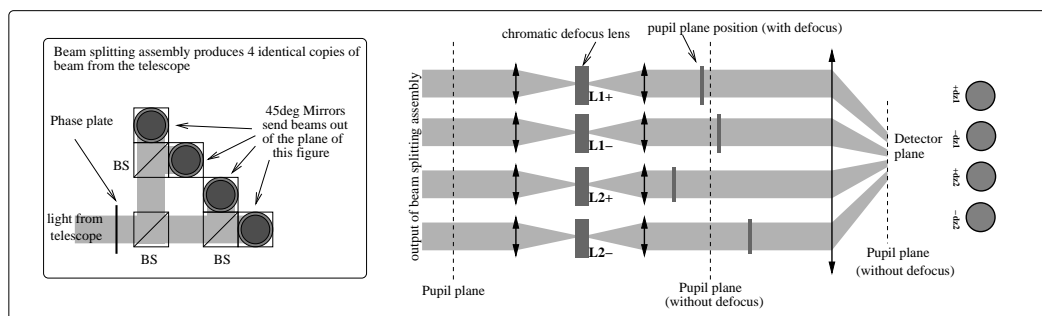 Beam splitting assembly produces 4 identical copies of
beam from the telescope
Phase plate
45deg Mirrors
send beams out
of the plane of
this figure
BS
light from
telescope
BS
BS
output of beam splitting assembly
Pupil plane
chromatic defocus lens
L1+
L1−
L2+
L2−
pupil plane position (with defocus)
Pupil plane
(without defocus)
Detector
plane
Pupil plane
(without defocus)
+dz1
−dz1
+dz2
−dz2